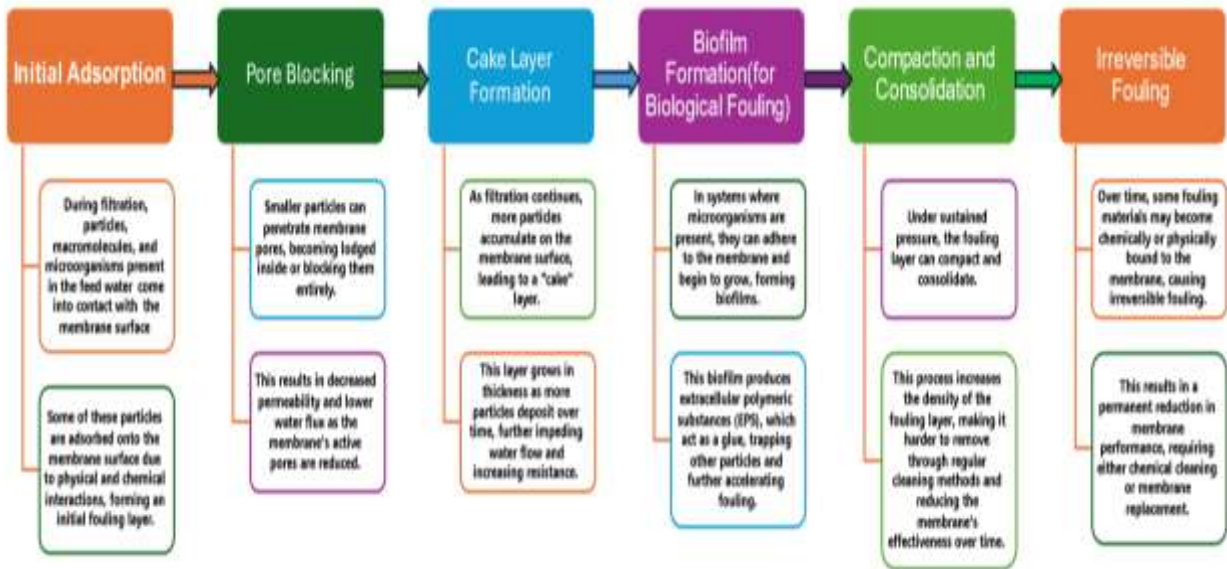 Initial Adsorption
During filtration,
particles,
macromolecules, and
microorganisms present
in the feed water come
into contact with the
membrane surface
Some of these particles
are adsorbed onto the
membrane surface due
to physical and chemical
interactions, forming an
initial fouling layer.
Pore Blocking
Smaller particles can
penetrate membrane
pores, becoming lodged
inside or blocking them
entirely.
This results in decreased
permeability and lower
water flux as the
membrane's active
pores are reduced.
Cake Layer
Formation
As filtration continues,
more particles
accumulate on the
membrane surface,
leading to a "cake"
layer.
This layer grows in
thickness as more
particles deposit over
time, further impeding
water flow and
increasing resistance.
Biofilm
Formation(for
Biological Fouling)
In systems where
microorganisms are
present, they can adhere
to the membrane and
begin to grow, forming
biofilms.
This biofilm produces
extracellular polymeric
substances (EPS), which
act as a glue, trapping
other particles and
further accelerating
fouling.
Compaction and
Consolidation
Under sustained
pressure, the fouling
layer can compact and
consolidate.
This process increases
the density of the
fouling layer, making it
harder to remove
through regular
cleaning methods and
reducing the
membrane's
effectiveness over time.
Irreversible
Fouling
Over time, some fouling
materials may become
chemically or physically
bound to the
membrane, causing
irreversible fouling.
This results in a
permanent reduction in
membrane
performance, requiring
either chemical cleaning
or membrane
replacement.